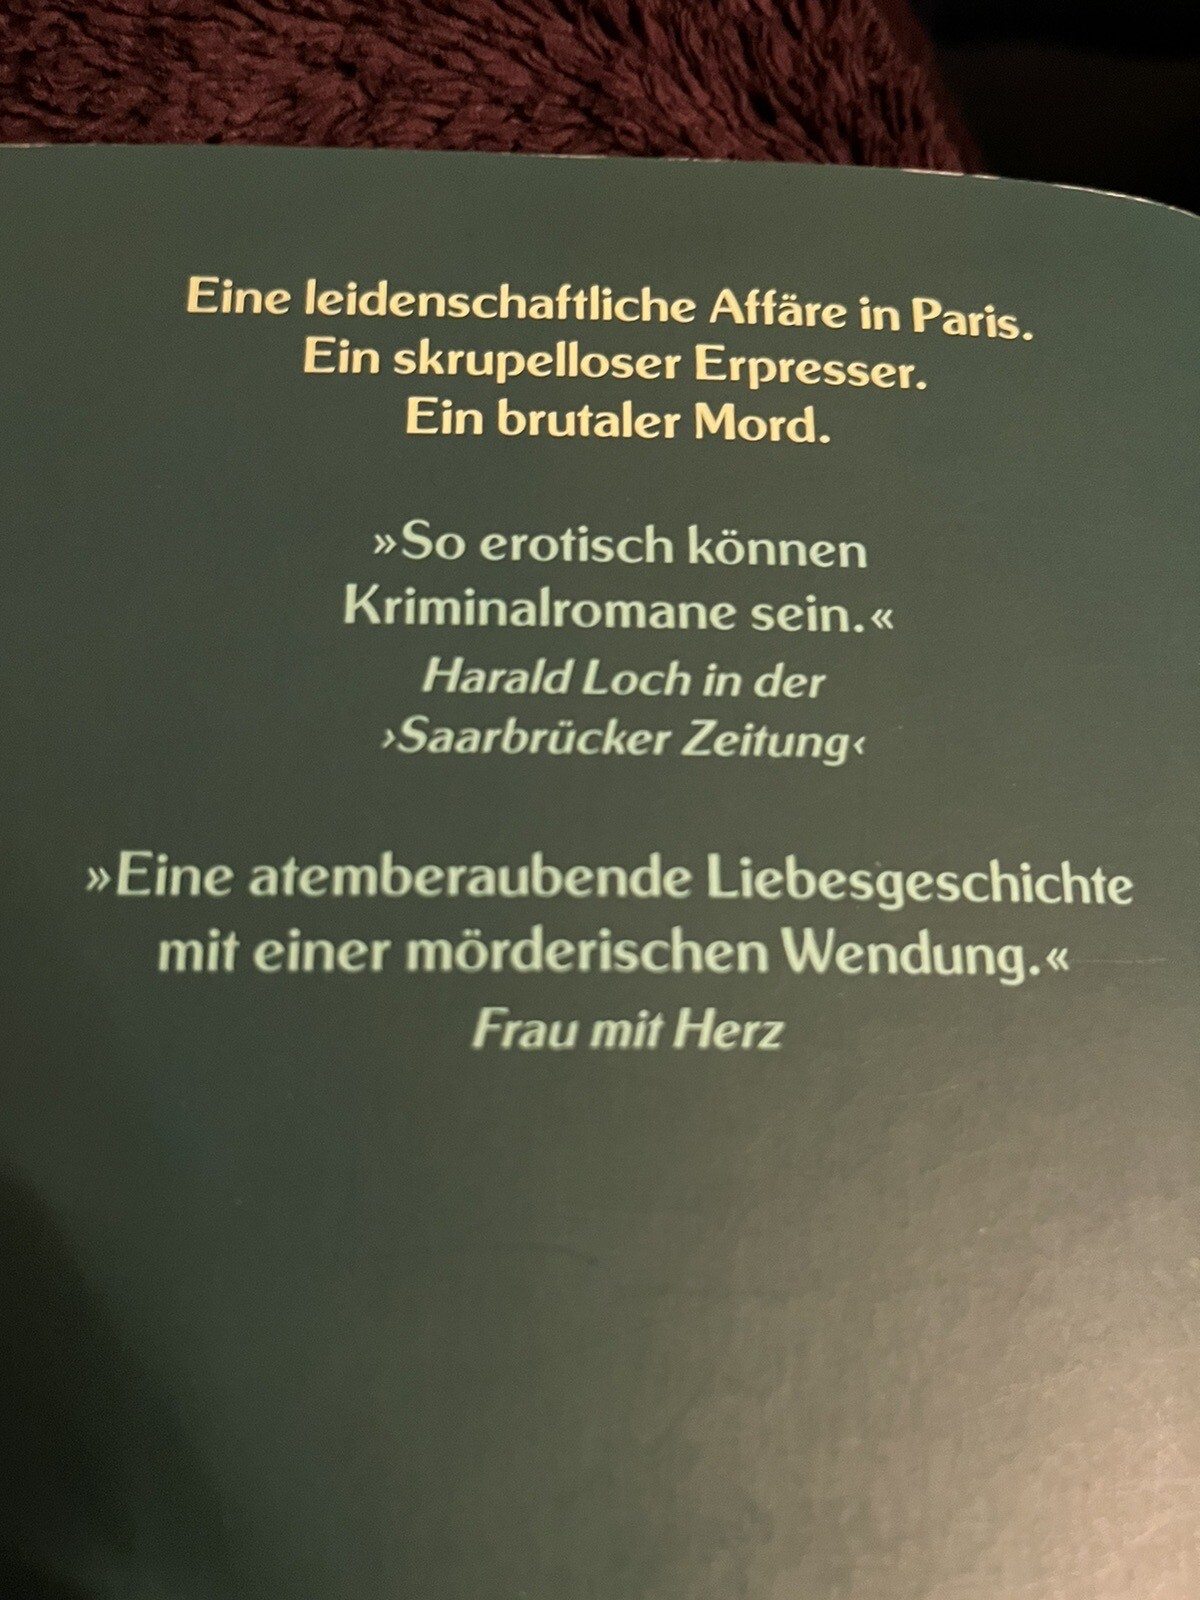 Eine leidenschaftliche Affäre in Paris.
Ein skrupelloser Erpresser.
Ein brutaler Mord.
»So erotisch können
Kriminalromane sein.«
Harald Loch in der
›Saarbrücker Zeitung‹
»Eine atemberaubende Liebesgeschichte
mit einer mörderischen Wendung.«
Frau mit Herz